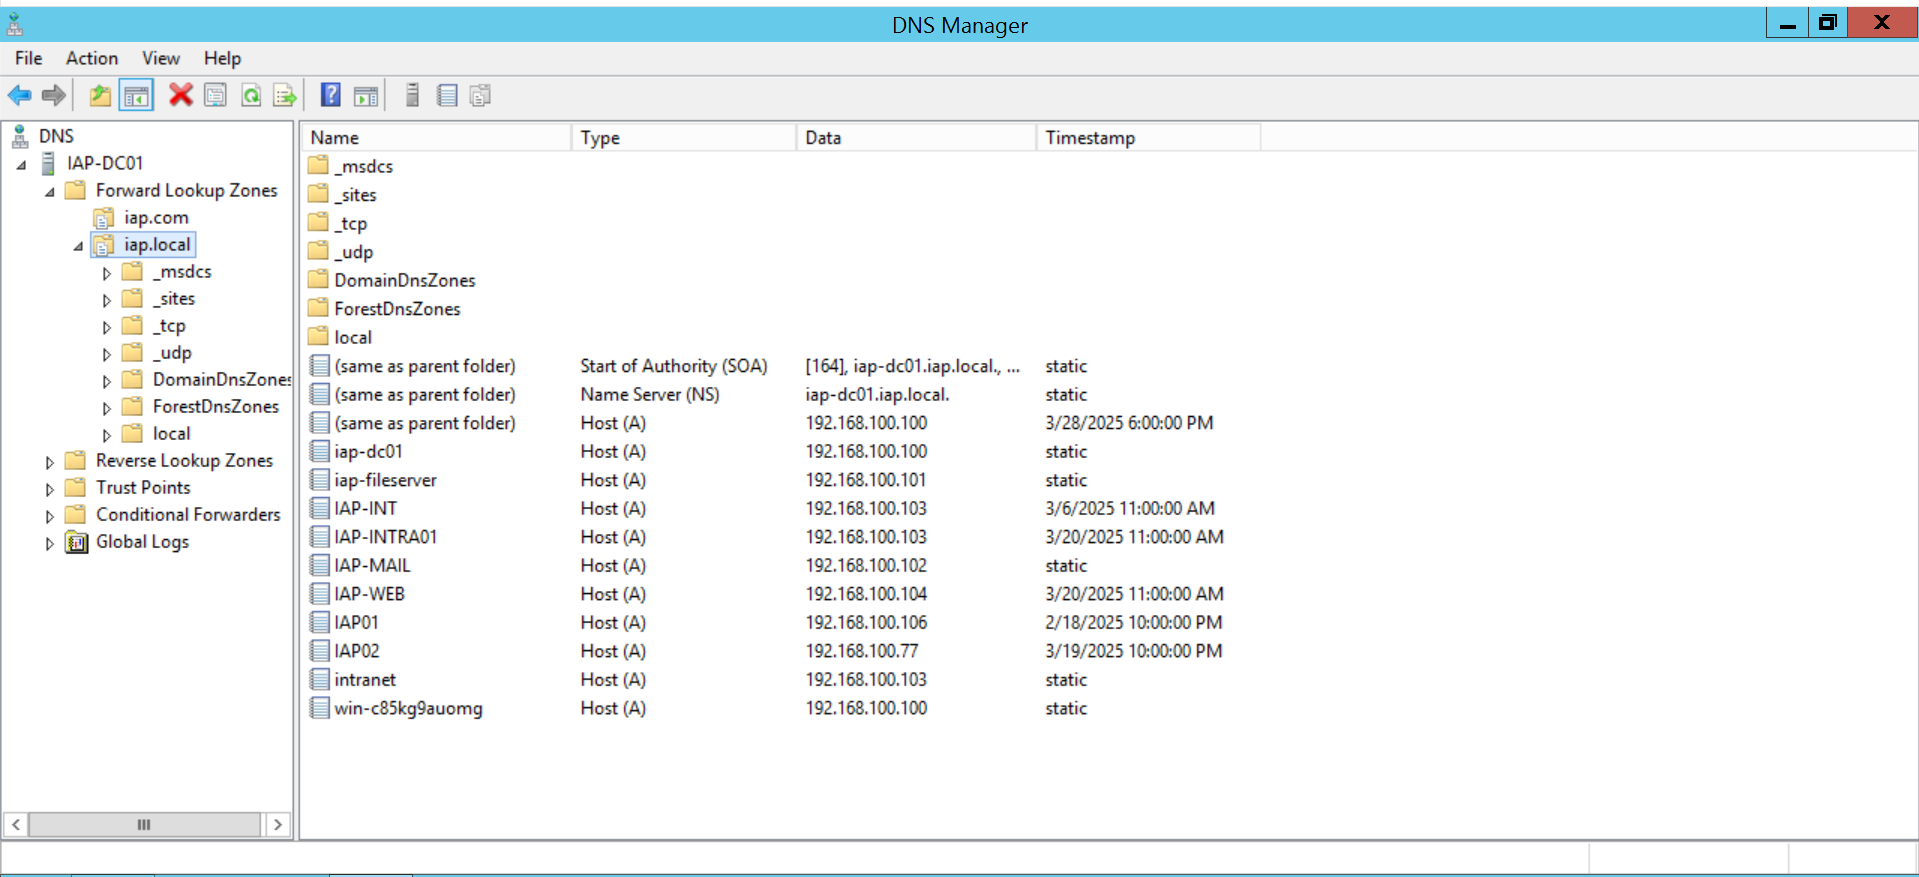 DNS Manager
File Action View Help
DNS
IAP-DC01
Forward Lookup Zones
iap.com
iap.local
_msdcs
_sites
_tcp
_udp
DomainDnsZones
ForestDnsZones
local
Reverse Lookup Zones
Trust Points
Conditional Forwarders
Global Logs
Name Type Data Timestamp
_msdcs
_sites
_tcp
_udp
DomainDnsZones
ForestDnsZones
local
(same as parent folder) Start of Authority (SOA) [164], iap-dc01.iap.local., ... static
(same as parent folder) Name Server (NS) iap-dc01.iap.local. static
(same as parent folder) Host (A) 192.168.100.100 3/28/2025 6:00:00 PM
iap-dc01 Host (A) 192.168.100.100 static
iap-fileserver Host (A) 192.168.100.101 static
IAP-INT Host (A) 192.168.100.103 3/6/2025 11:00:00 AM
IAP-INTRA01 Host (A) 192.168.100.103 3/20/2025 11:00:00 AM
IAP-MAIL Host (A) 192.168.100.102 static
IAP-WEB Host (A) 192.168.100.104 3/20/2025 11:00:00 AM
IAP01 Host (A) 192.168.100.106 2/18/2025 10:00:00 PM
IAP02 Host (A) 192.168.100.77 3/19/2025 10:00:00 PM
intranet Host (A) 192.168.100.103 static
win-c85kg9auomg Host (A) 192.168.100.100 static